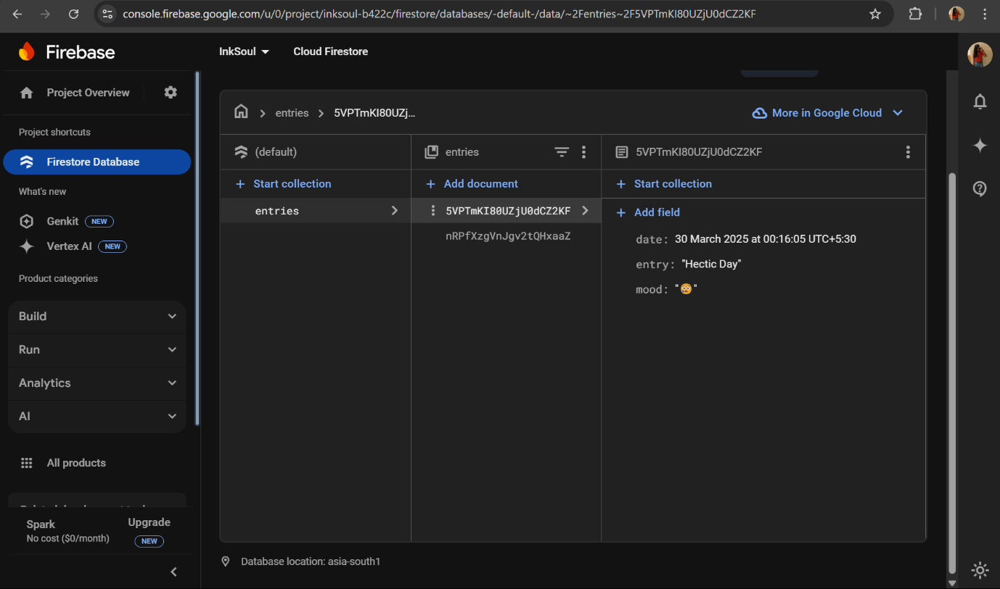 console.firebase.google.com/u/0/project/inksoul-b422c/firestore/databases/-default-/data/~2Fentries~2F5VPTmKI80UZjU0dCZ2KF
Firebase
InkSoul
Cloud Firestore
Project Overview
Project shortcuts
Firestore Database
What's new
Genkit NEW
Vertex AI NEW
Product categories
Build
Run
Analytics
AI
All products
Spark
No cost ($0/month)
Upgrade
NEW
entries
5VPTmKI80UZj...
More in Google Cloud
(default)
+ Start collection
entries
entries
+ Add document
5VPTmKI80UZjU0dCZ2KF
nRPfXzgVnJgv2tQHxaaZ
5VPTmKI80UZjU0dCZ2KF
+ Start collection
+ Add field
date: 30 March 2025 at 00:16:05 UTC+5:30
entry: "Hectic Day"
mood: "😳"
Database location: asia-south1